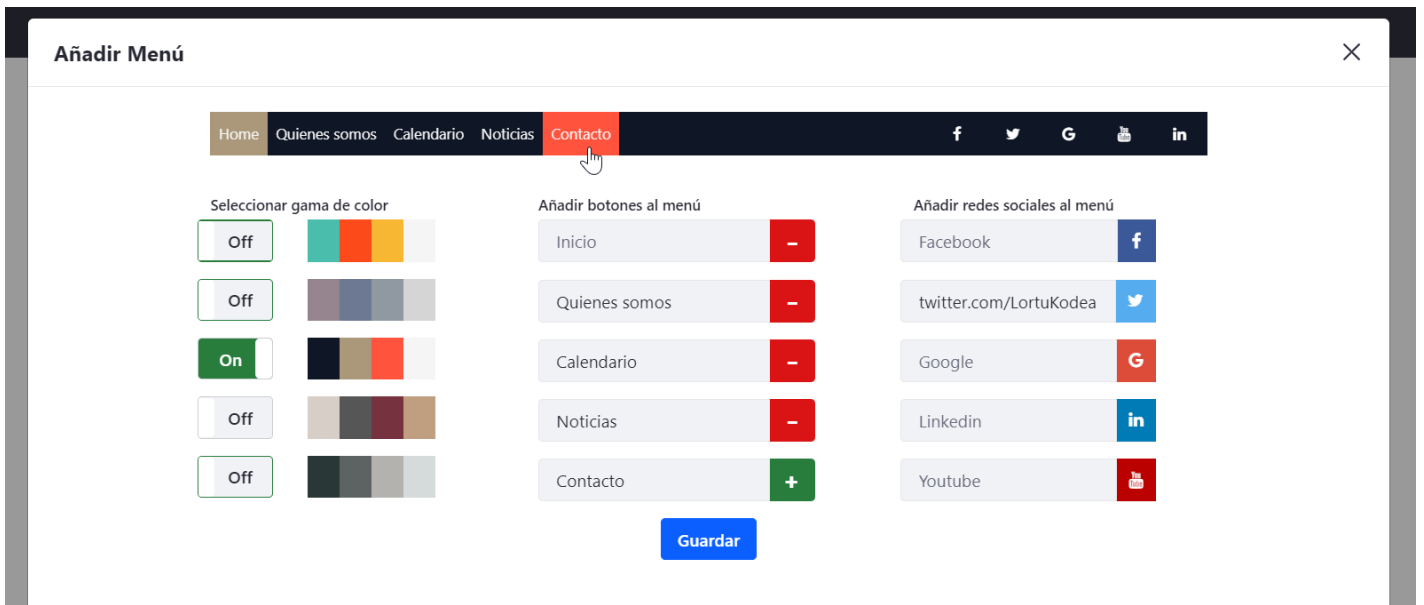 Añadir Menú
Home Quienes somos Calendario Noticias Contacto
Seleccionar gama de color
Añadir botones al menú
Añadir redes sociales al menú
Off
Inicio
Facebook
Off
Quienes somos
twitter.com/LortuKodea
On
Calendario
Google
Off
Noticias
Linkedin
Off
Contacto
Youtube
Guardar